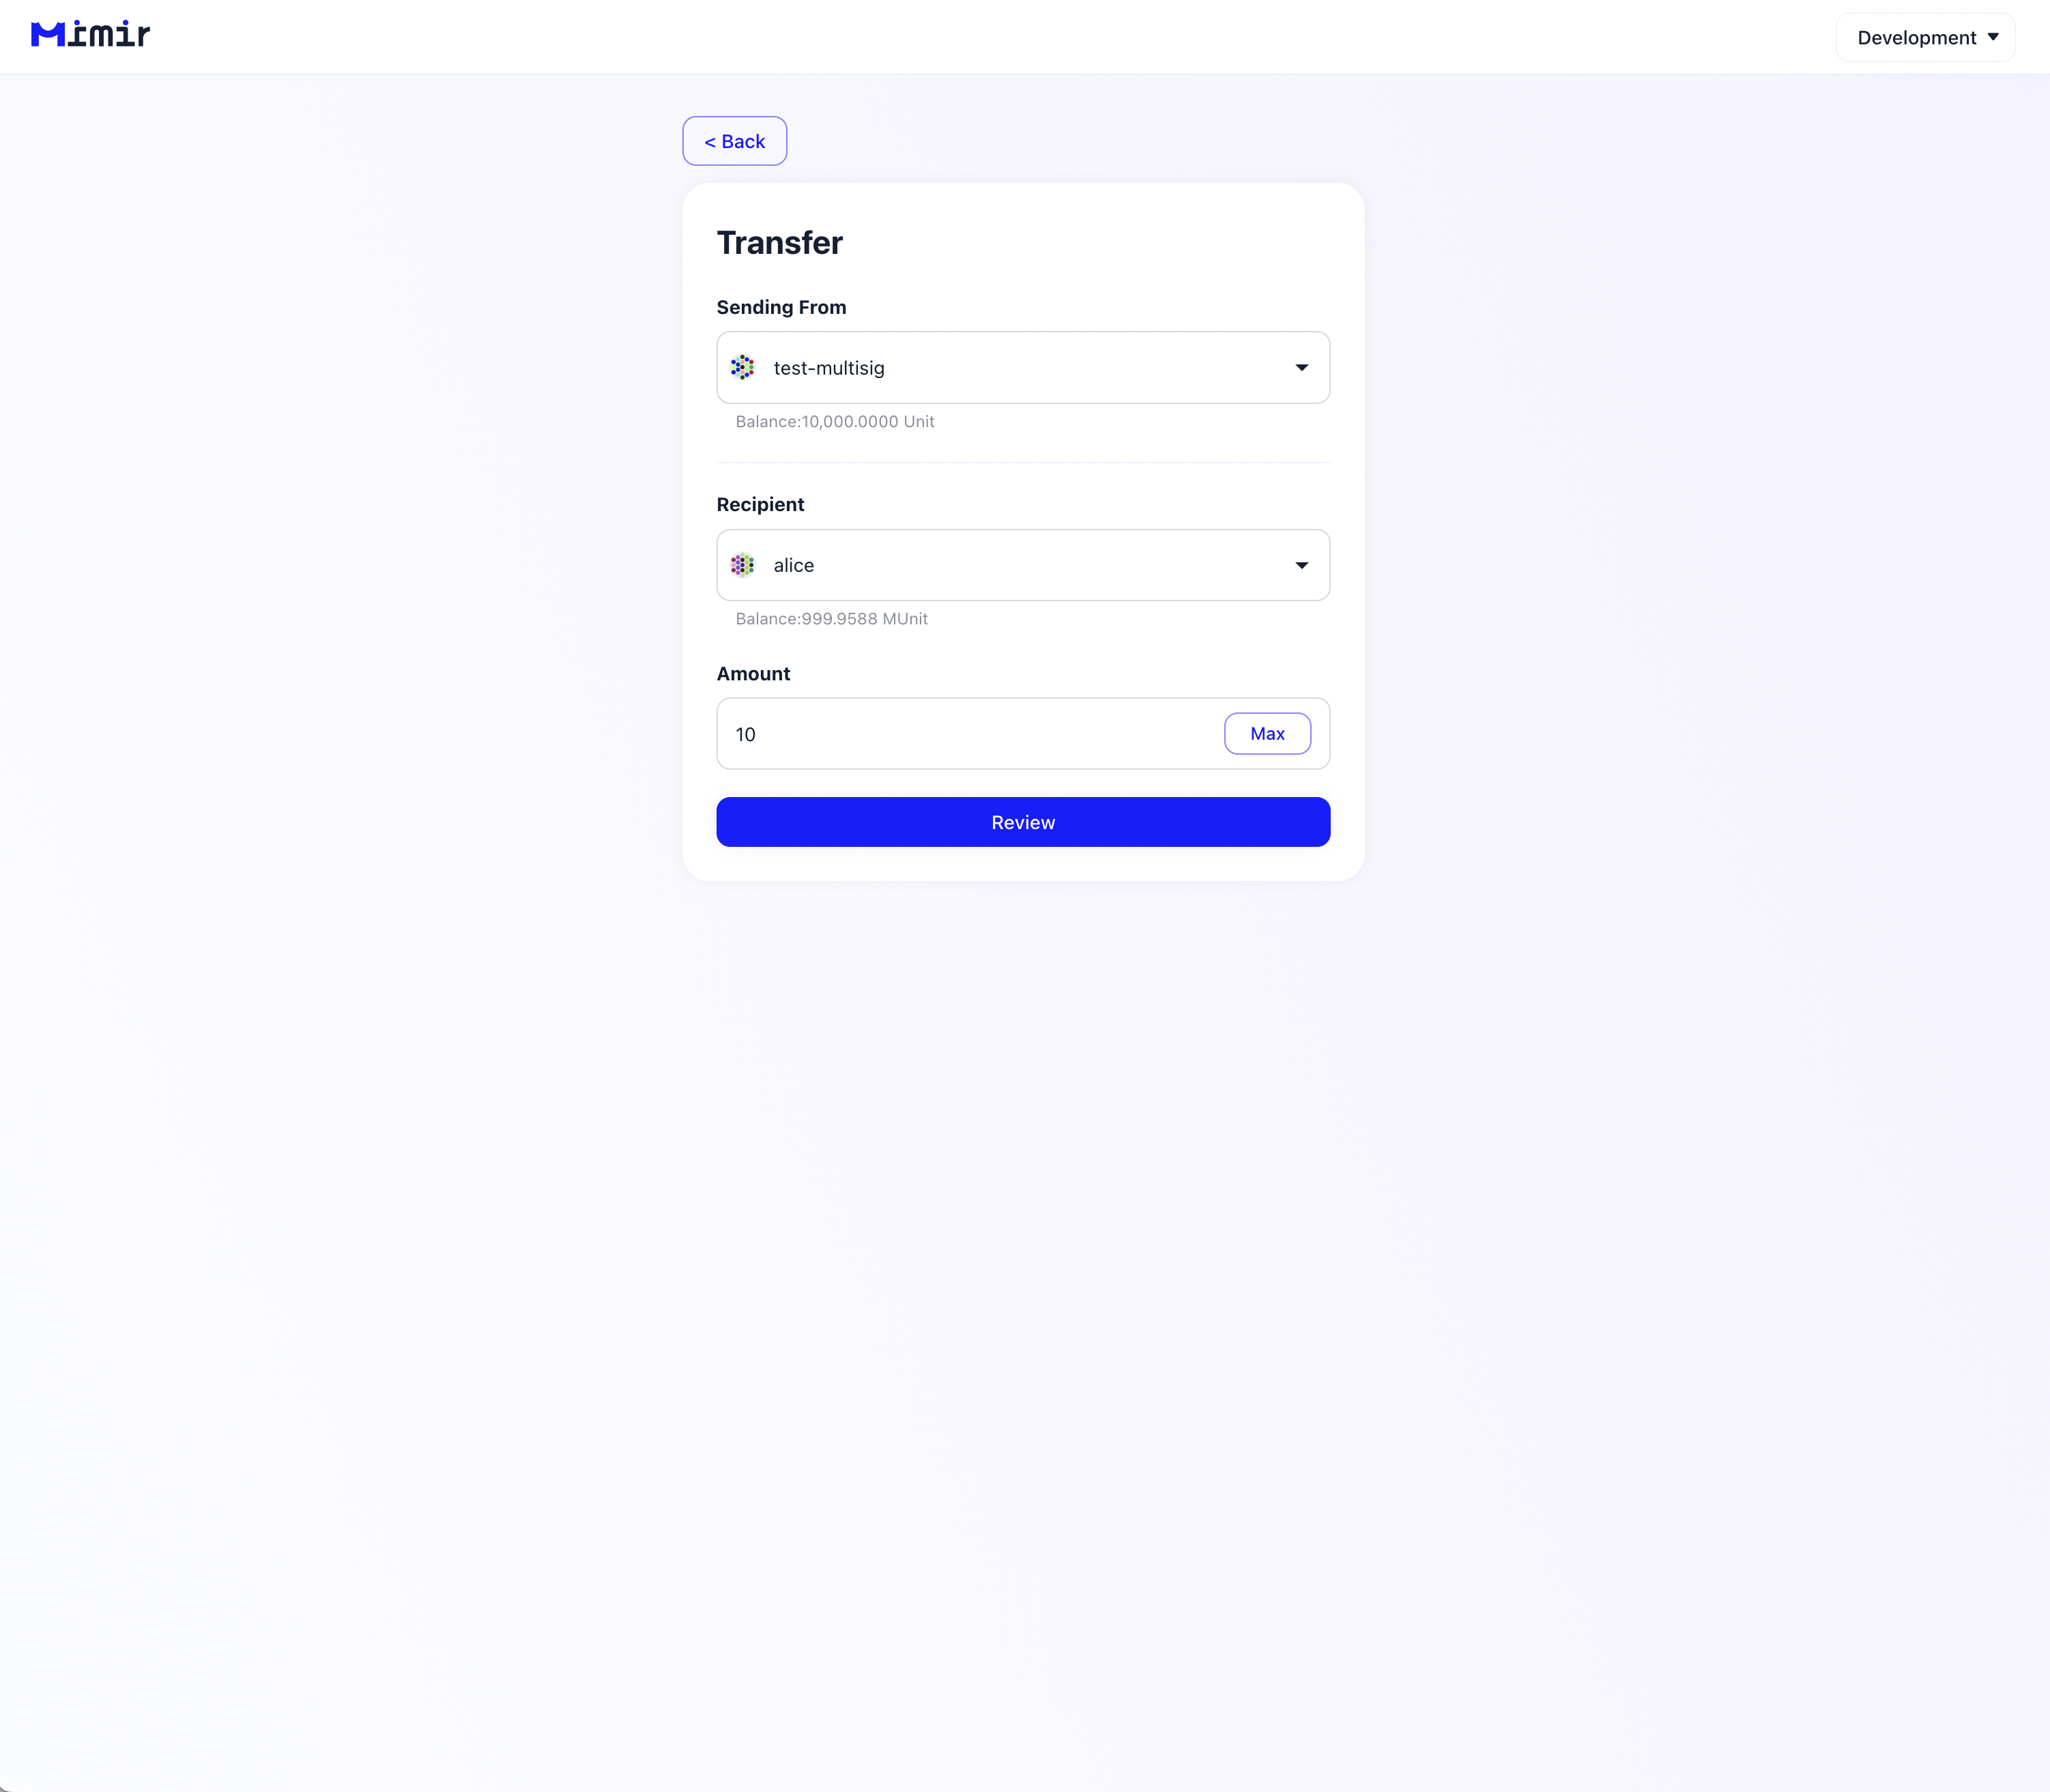 Mimir
Development
< Back
Transfer
Sending From
test-multisig
Balance:10,000.0000 Unit
Recipient
alice
Balance:999.9588 MUnit
Amount
10
Max
Review